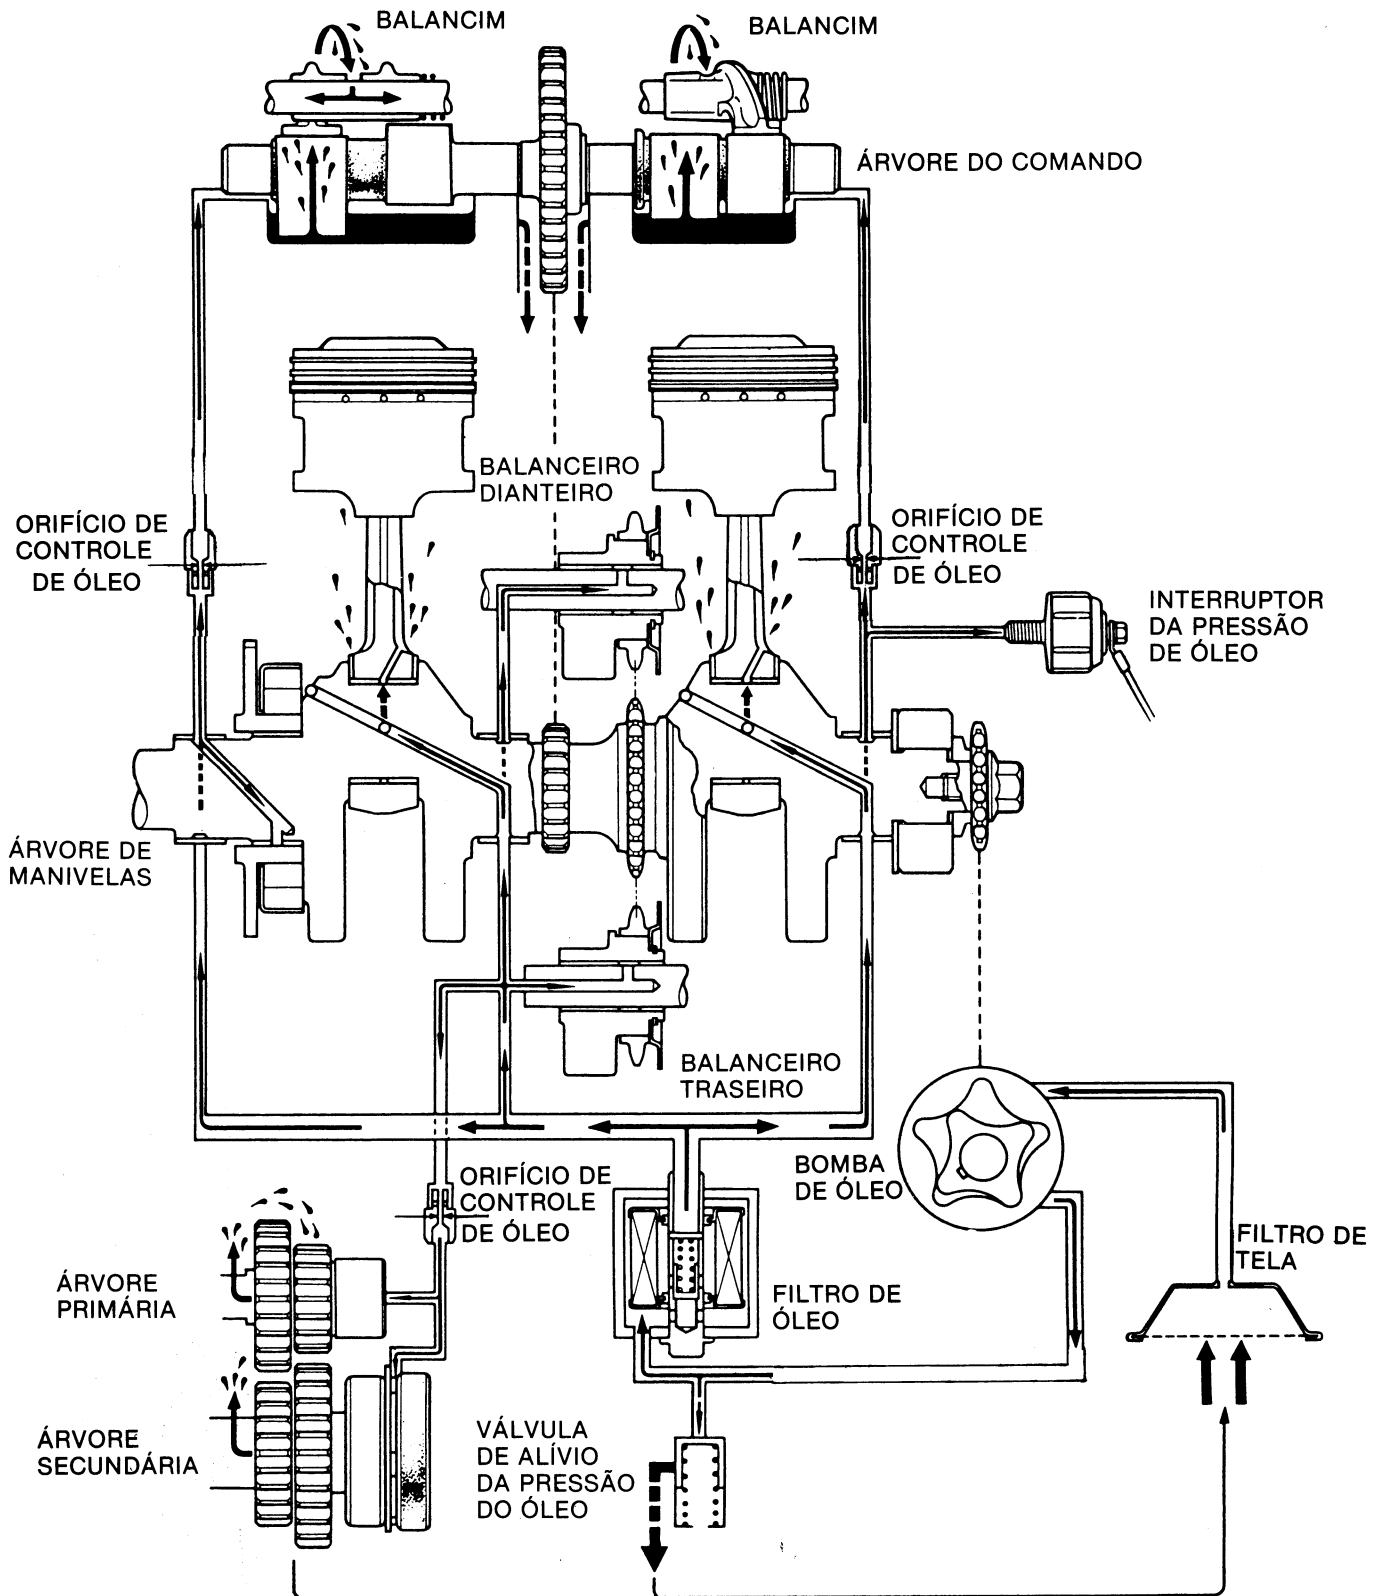 BALANCIM
BALANCIM
ÁRVORE DO COMANDO
BALANCEIRO
DIANTEIRO
ORIFÍCIO DE
CONTROLE
DE ÓLEO
ORIFÍCIO DE
CONTROLE
DE ÓLEO
INTERRUPTOR
DA PRESSÃO
DE ÓLEO
ÁRVORE DE
MANIVELAS
BALANCEIRO
TRASEIRO
BOMBA
DE ÓLEO
ORIFÍCIO DE
CONTROLE
DE ÓLEO
FILTRO DE
TELA
ÁRVORE
PRIMÁRIA
FILTRO DE
ÓLEO
ÁRVORE
SECUNDÁRIA
VÁLVULA
DE ALÍVIO
DA PRESSÃO
DO ÓLEO